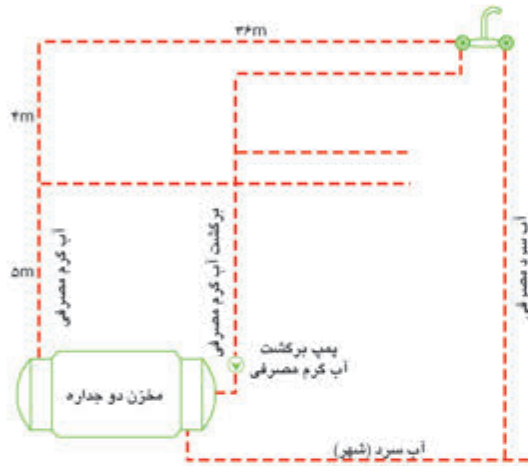 ۳۶m
۴m
۵m
آب گرم مصرفی
برگشت آب گرم مصرفی
آب سرد مصرفی
پمپ برگشت
آب گرم مصرفی
مخزن دو جداره
آب سرد (شهر)